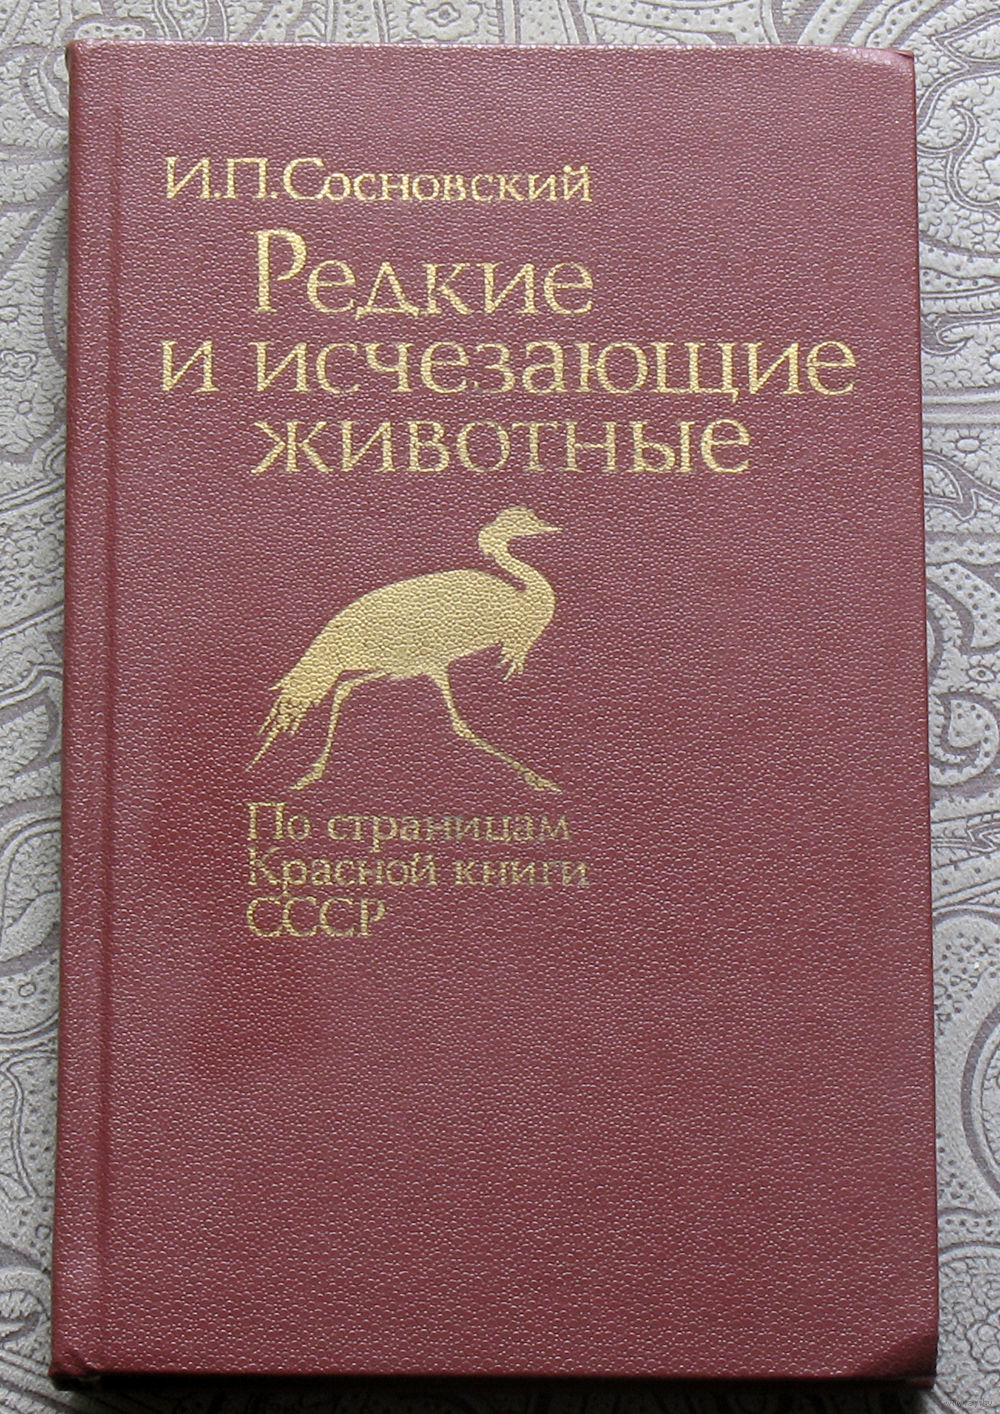 И.П.Сосновский
Редкие
и исчезающие
животные
По страницам
Красной книги
СССР